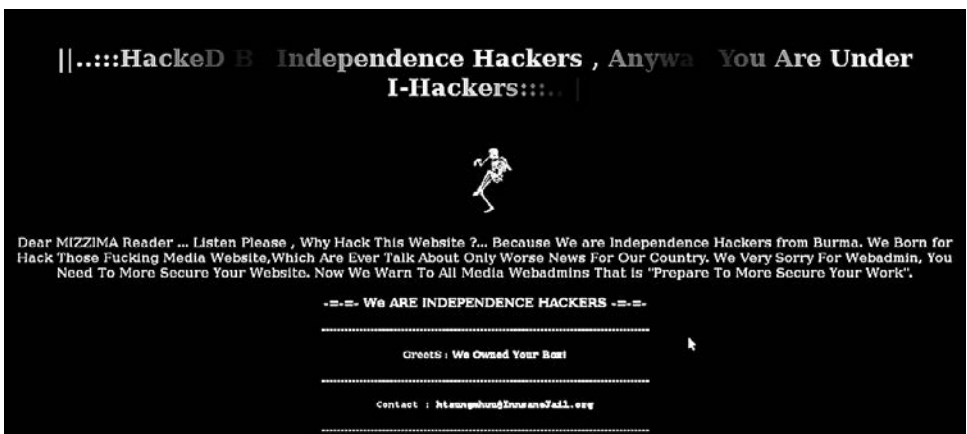 ||..:::HackeD B Independence Hackers , Anywa You Are Under
I-Hackers:::.. |
Dear MIZZIMA Reader ... Listen Please , Why Hack This Website ?... Because We are Independence Hackers from Burma. We Born for
Hack Those Fucking Media Website,Which Are Ever Talk About Only Worse News For Our Country. We Very Sorry For Webadmin, You
Need To More Secure Your Website. Now We Warn To All Media Webadmins That is "Prepare To More Secure Your Work".
-=-=- We ARE INDEPENDENCE HACKERS -=-=-
GreetS : We Owned Your Box!
Contact :